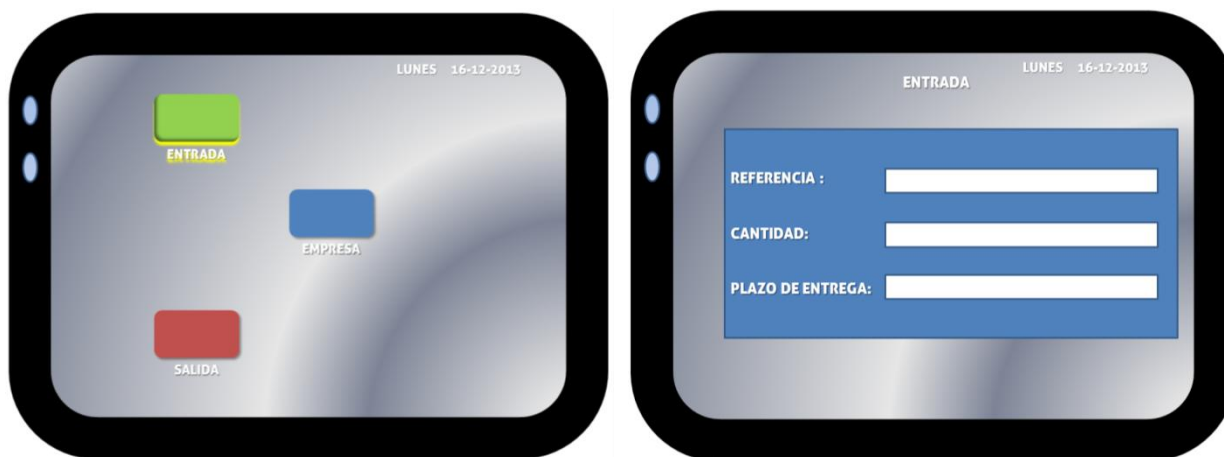 LUNES 16-12-2013
ENTRADA
EMPRESA
SALIDA
LUNES 16-12-2013
ENTRADA
REFERENCIA :
CANTIDAD:
PLAZO DE ENTREGA: